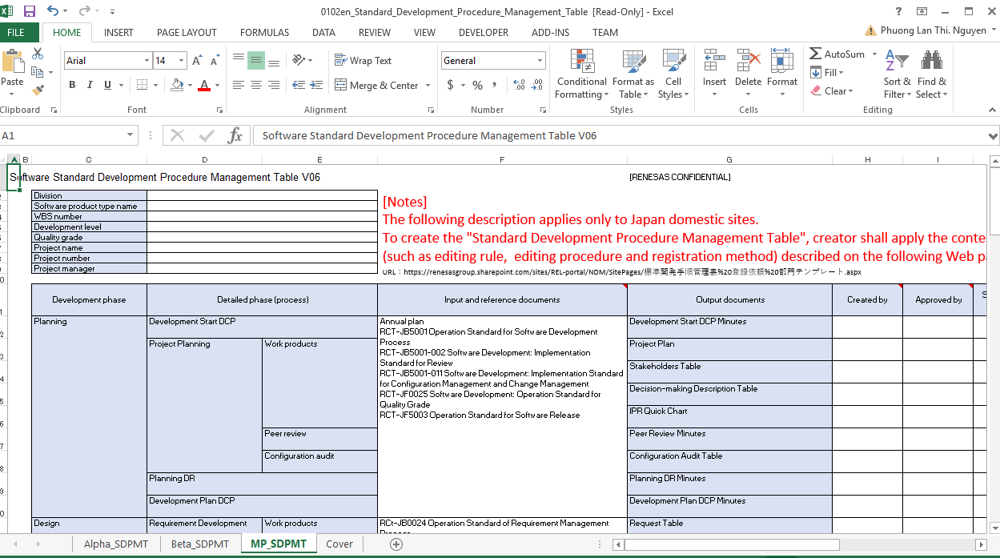 0102en_Standard_Development_Procedure_Management_Table [Read-Only] - Excel
FILE HOME INSERT PAGE LAYOUT FORMULAS DATA REVIEW VIEW DEVELOPER ADD-INS TEAM
Phuong Lan Thi. Nguyen
Paste
Clipboard
Arial 14
B I U
Font
Wrap Text
Merge & Center
Alignment
General
$ % ,
Number
Conditional Formatting
Format as Table
Cell Styles
Styles
Insert Delete Format
Cells
AutoSum
Fill
Clear
Sort & Filter
Find & Select
Editing
A1
fx
Software Standard Development Procedure Management Table V06
A B C D E F G H I
Software Standard Development Procedure Management Table V06
[RENESAS CONFIDENTIAL]
Division
Software product type name
WBS number
Development level
Quality grade
Project name
Project number
Project manager
[Notes]
The following description applies only to Japan domestic sites.
To create the "Standard Development Procedure Management Table", creator shall apply the conte
(such as editing rule, editing procedure and registration method) described on the following Web p
URL：https://renesasgroup.sharepoint.com/sites/REL-portal/NDM/SitePages/標準開発手順管理表%20登録依頼%20部門テンプレート.aspx
Development phase
Detailed phase (process)
Input and reference documents
Output documents
Created by
Approved by
Planning
Development Start DCP
Annual plan
RCT-JB5001 Operation Standard for Software Development
Process
RCT-JB5001-002 Software Development: Implementation
Standard for Review
RCT-JB5001-011 Software Development: Implementation Standard
for Configuration Management and Change Management
RCT-JF0025 Software Development: Operation Standard for
Quality Grade
RCT-JF5003 Operation Standard for Software Release
Development Start DCP Minutes
Project Planning
Work products
Project Plan
Stakeholders Table
Decision-making Description Table
IPR Quick Chart
Peer review
Peer Review Minutes
Configuration audit
Configuration Audit Table
Planning DR
Planning DR Minutes
Development Plan DCP
Development Plan DCP Minutes
Design
Requirement Development
Work products
RCt-JB0024 Operation Standard of Requirement Management
Process
Request Table
Alpha_SDPMT Beta_SDPMT MP_SDPMT Cover